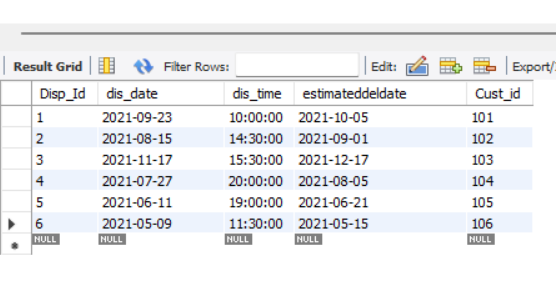 Result Grid Filter Rows: Edit: Export/
Disp_Id dis_date dis_time estimateddeldate Cust_id
1 2021-09-23 10:00:00 2021-10-05 101
2 2021-08-15 14:30:00 2021-09-01 102
3 2021-11-17 15:30:00 2021-12-17 103
4 2021-07-27 20:00:00 2021-08-05 104
5 2021-06-11 19:00:00 2021-06-21 105
6 2021-05-09 11:30:00 2021-05-15 106
NULL NULL NULL NULL NULL